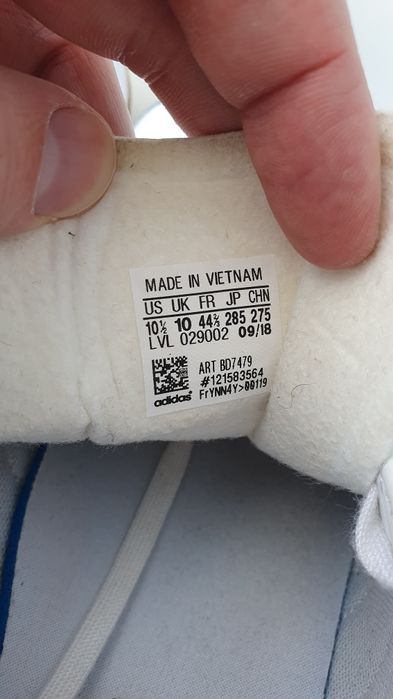 MADE IN VIETNAM
US UK FR JP CHN
10½ 10 44⅔ 285 275
LVL 029002 09/18
ART BD7479
#121583564
adidas® FrYNN4Y>00119